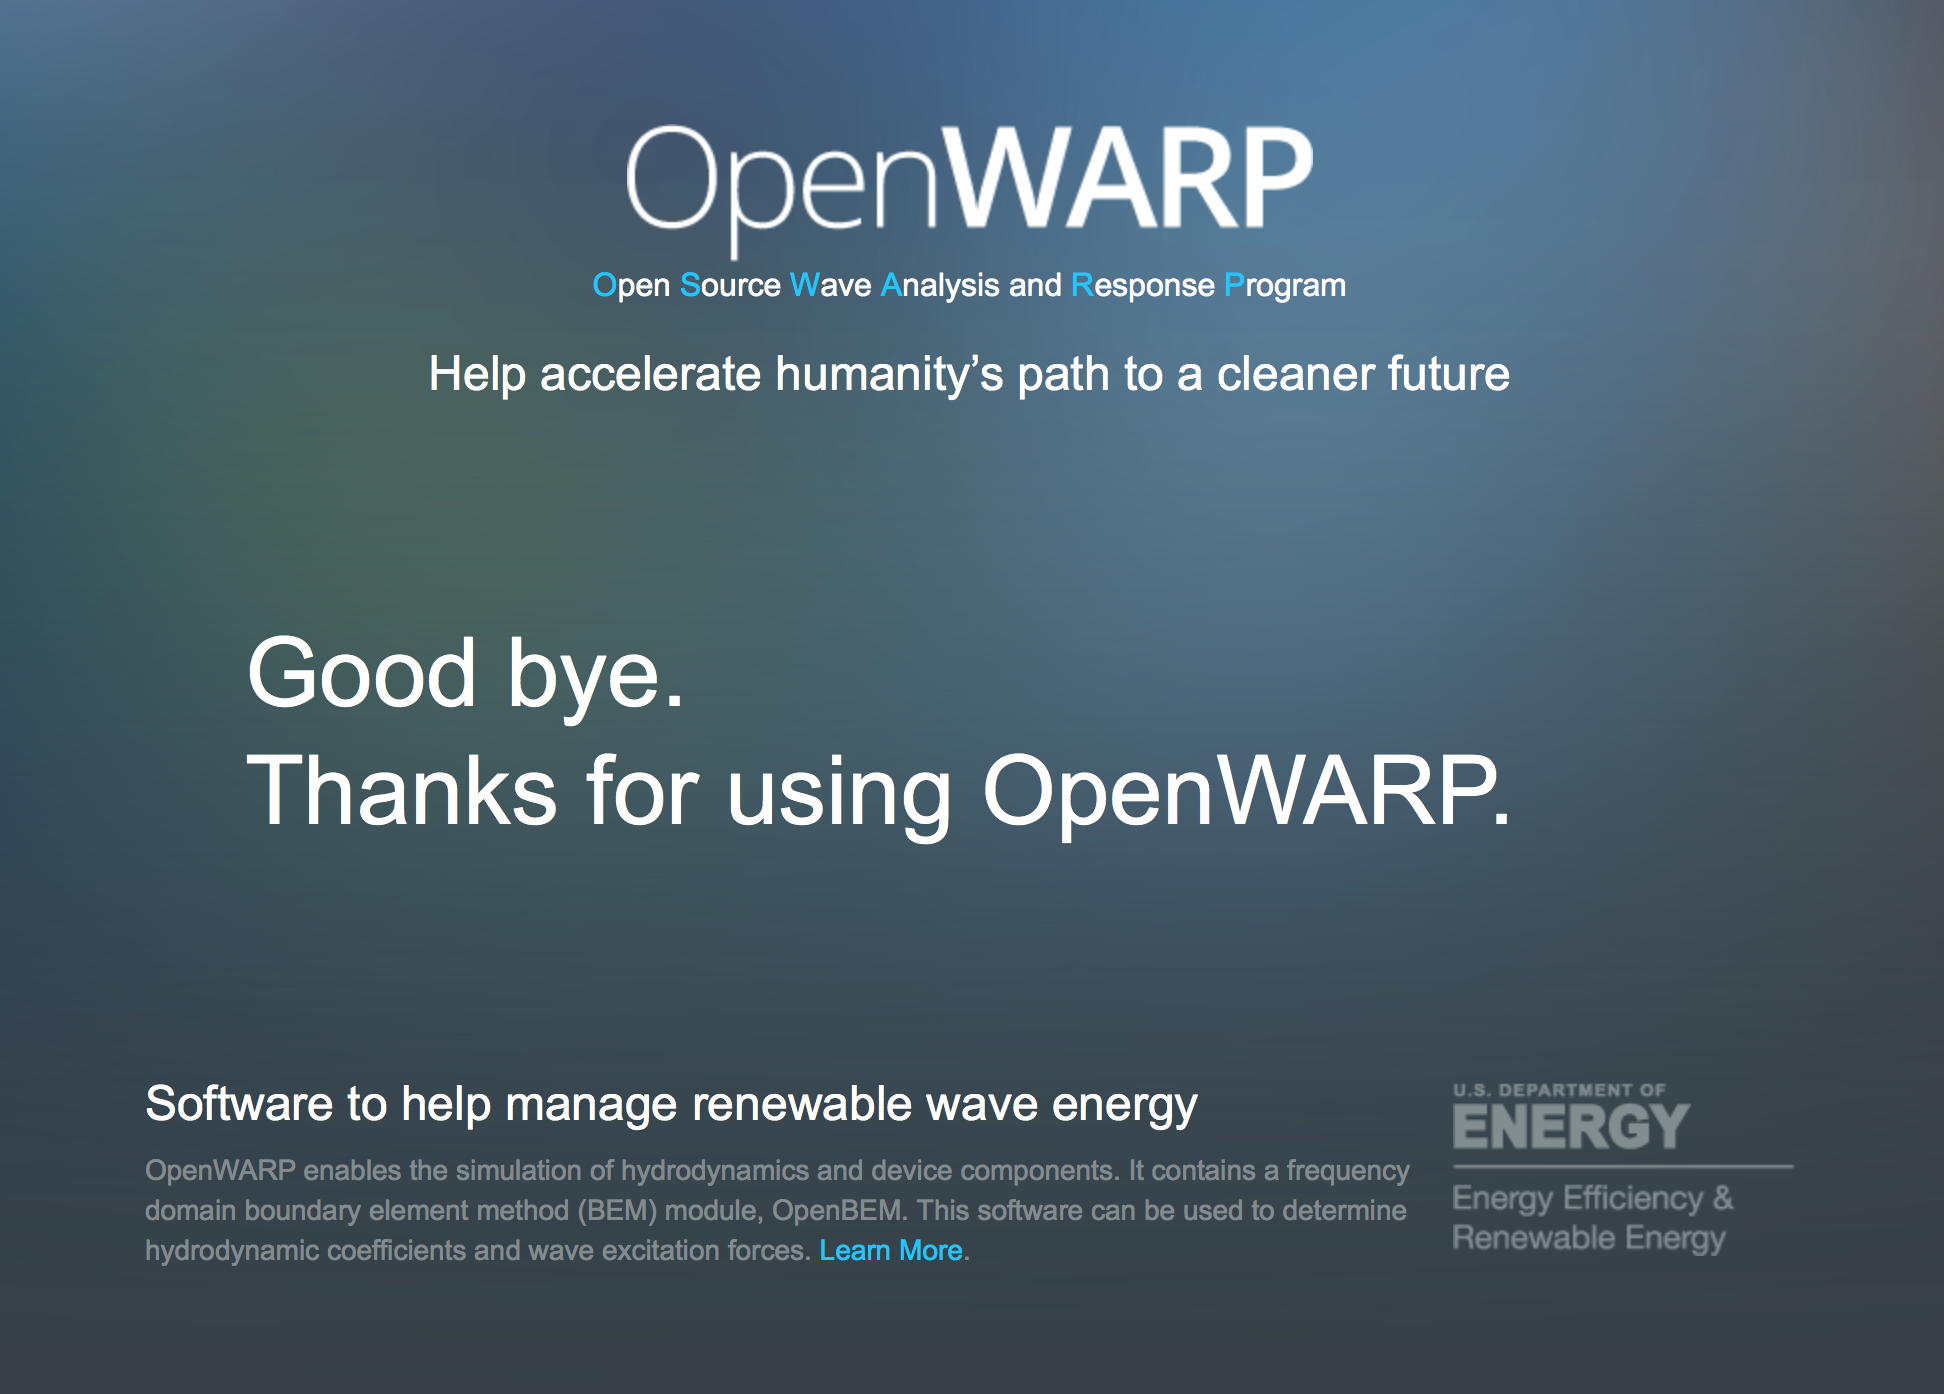 OpenWARP
Open Source Wave Analysis and Response Program
Help accelerate humanity’s path to a cleaner future
Good bye.
Thanks for using OpenWARP.
Software to help manage renewable wave energy
OpenWARP enables the simulation of hydrodynamics and device components. It contains a frequency
domain boundary element method (BEM) module, OpenBEM. This software can be used to determine
hydrodynamic coefficients and wave excitation forces. Learn More.
U.S. DEPARTMENT OF
ENERGY
Energy Efficiency &
Renewable Energy